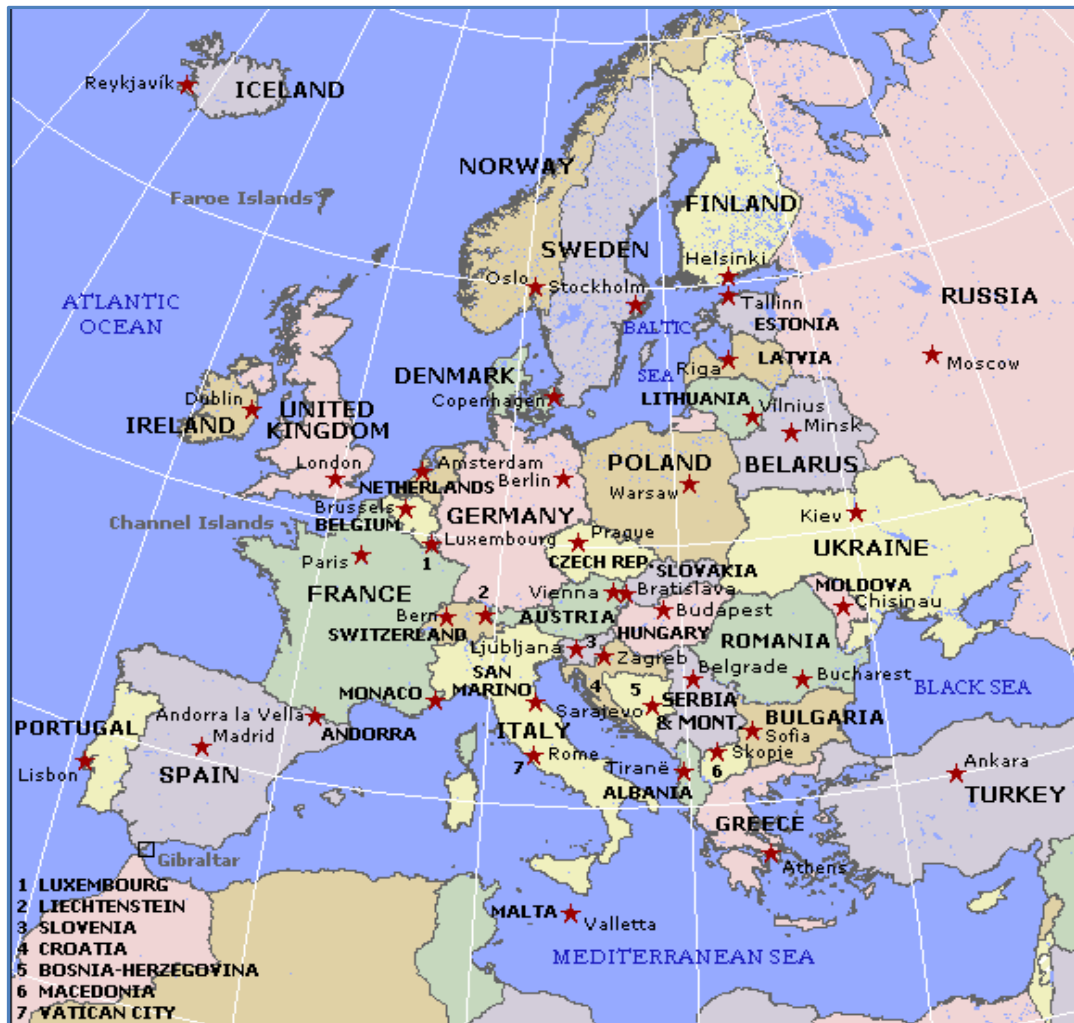 Reykjavík
ICELAND
NORWAY
Faroe Islands
FINLAND
SWEDEN
Helsinki
Oslo
Stockholm
ATLANTIC
OCEAN
RUSSIA
Tallinn
ESTONIA
BALTIC
SEA
LATVIA
Riga
Moscow
DENMARK
Copenhagen
LITHUANIA
Vilnius
Minsk
Dublin
IRELAND
UNITED
KINGDOM
BELARUS
London
Amsterdam
NETHERLANDS
Berlin
POLAND
Warsaw
Brussels
BELGIUM
GERMANY
Kiev
UKRAINE
Channel Islands
Luxembourg
1
Prague
CZECH REP.
SLOVAKIA
Paris
FRANCE
2
Vienna
Bratislava
AUSTRIA
MOLDOVA
Chisinau
Bern
SWITZERLAND
Budapest
HUNGARY
ROMANIA
Ljubljana
3
Zagreb
SAN
MARINO
4
5
Belgrade
Bucharest
BLACK SEA
MONACO
Sarajevo
SERBIA
& MONT.
BULGARIA
Sofia
PORTUGAL
Andorra la Vella
ANDORRA
Madrid
Lisbon
SPAIN
ITALY
Rome
7
Skopje
6
Tiranë
ALBANIA
Ankara
TURKEY
GREECE
Athens
Gibraltar
MALTA
Valletta
MEDITERRANEAN SEA
1 LUXEMBOURG
2 LIECHTENSTEIN
3 SLOVENIA
4 CROATIA
5 BOSNIA-HERZEGOVINA
6 MACEDONIA
7 VATICAN CITY